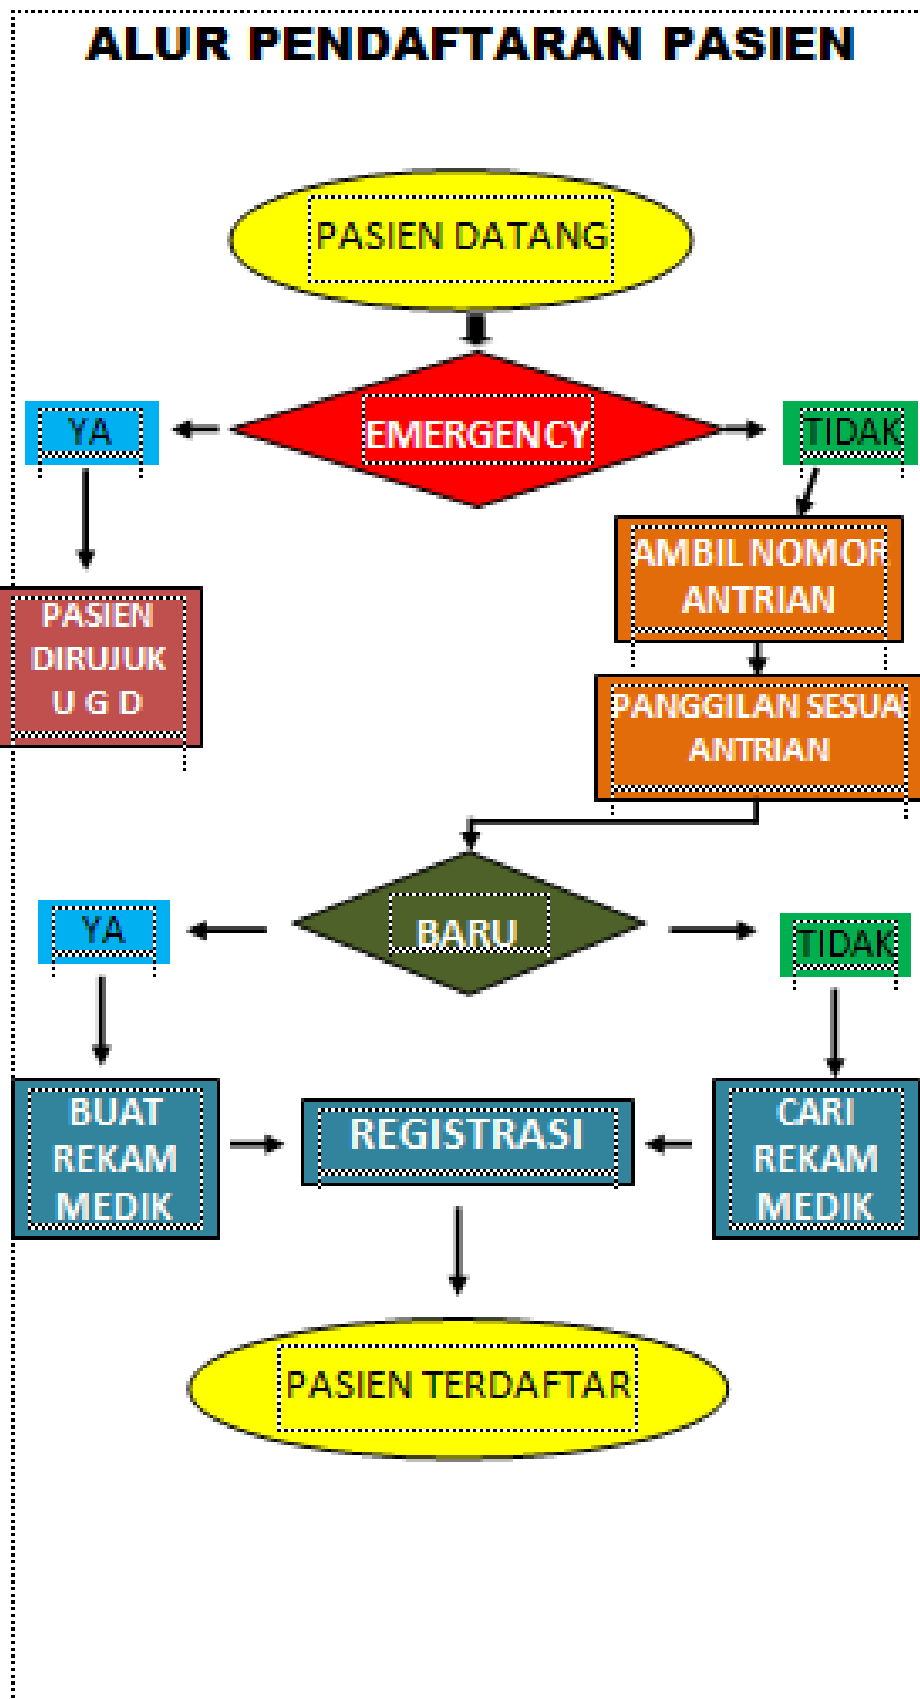 ALUR PENDAFTARAN PASIEN
PASIEN DATANG
EMERGENCY
YA
TIDAK
AMBIL NOMOR
ANTRIAN
PASIEN
DIRUJUK
U G D
PANGGILAN SESUA
ANTRIAN
BARU
YA
TIDAK
BUAT
REKAM
MEDIK
REGISTRASI
CARI
REKAM
MEDIK
PASIEN TERDAFTAR